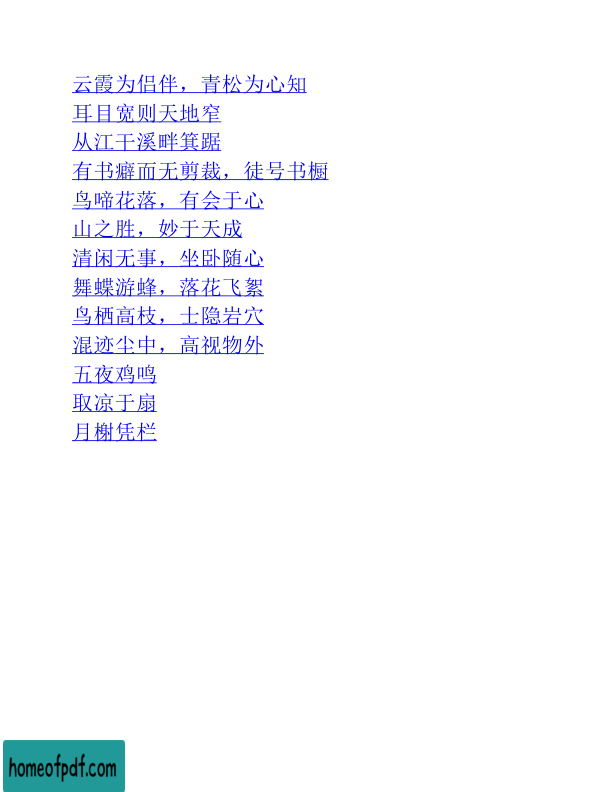 云霞为侣伴，青松为心知
耳目宽则天地窄
从江干溪畔箕踞
有书癖而无剪裁，徒号书橱
鸟啼花落，有会于心
山之胜，妙于天成
清闲无事，坐卧随心
舞蝶游蜂，落花飞絮
鸟栖高枝，士隐岩穴
混迹尘中，高视物外
五夜鸡鸣
取凉于扇
月榭凭栏
homeofpdf.com